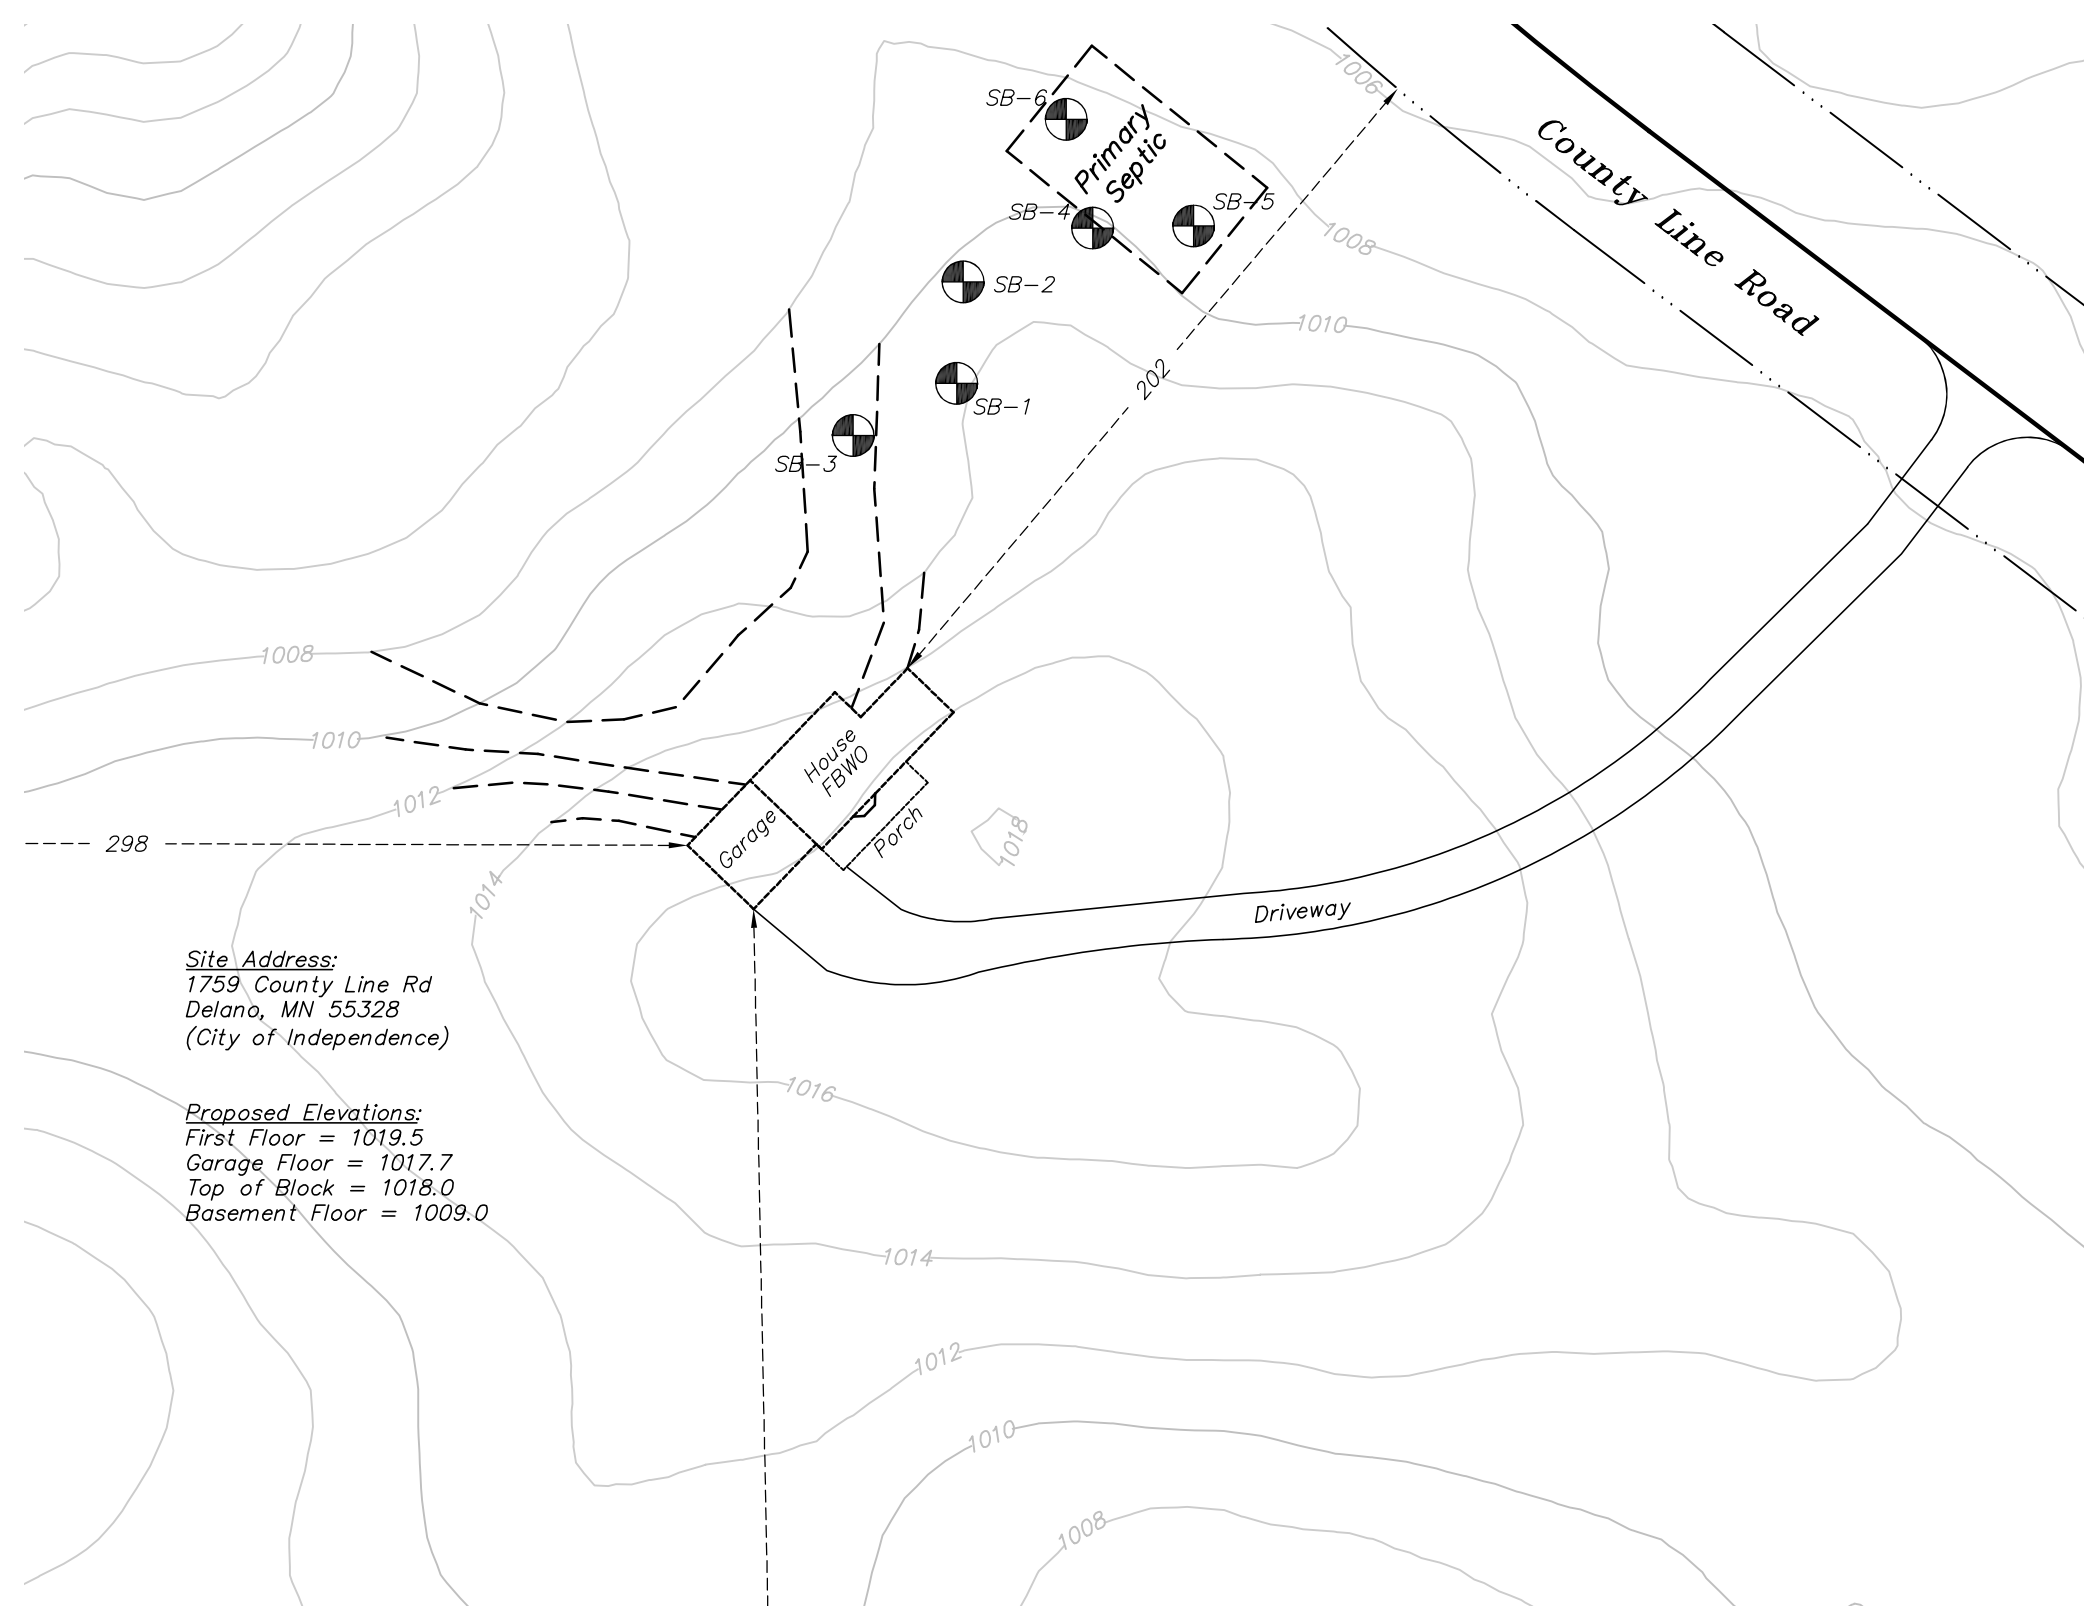 1006
SB-6
Primary
Septic
County Line Road
SB-5
SB-4
1008
SB-2
1010
202
SB-1
SB-3
1008
1010
House
FBWO
1012
Garage
Porch
1018
298
1014
Driveway
Site Address:
1759 County Line Rd
Delano, MN 55328
(City of Independence)
1016
Proposed Elevations:
First Floor = 1019.5
Garage Floor = 1017.7
Top of Block = 1018.0
Basement Floor = 1009.0
1014
1012
1010
1008